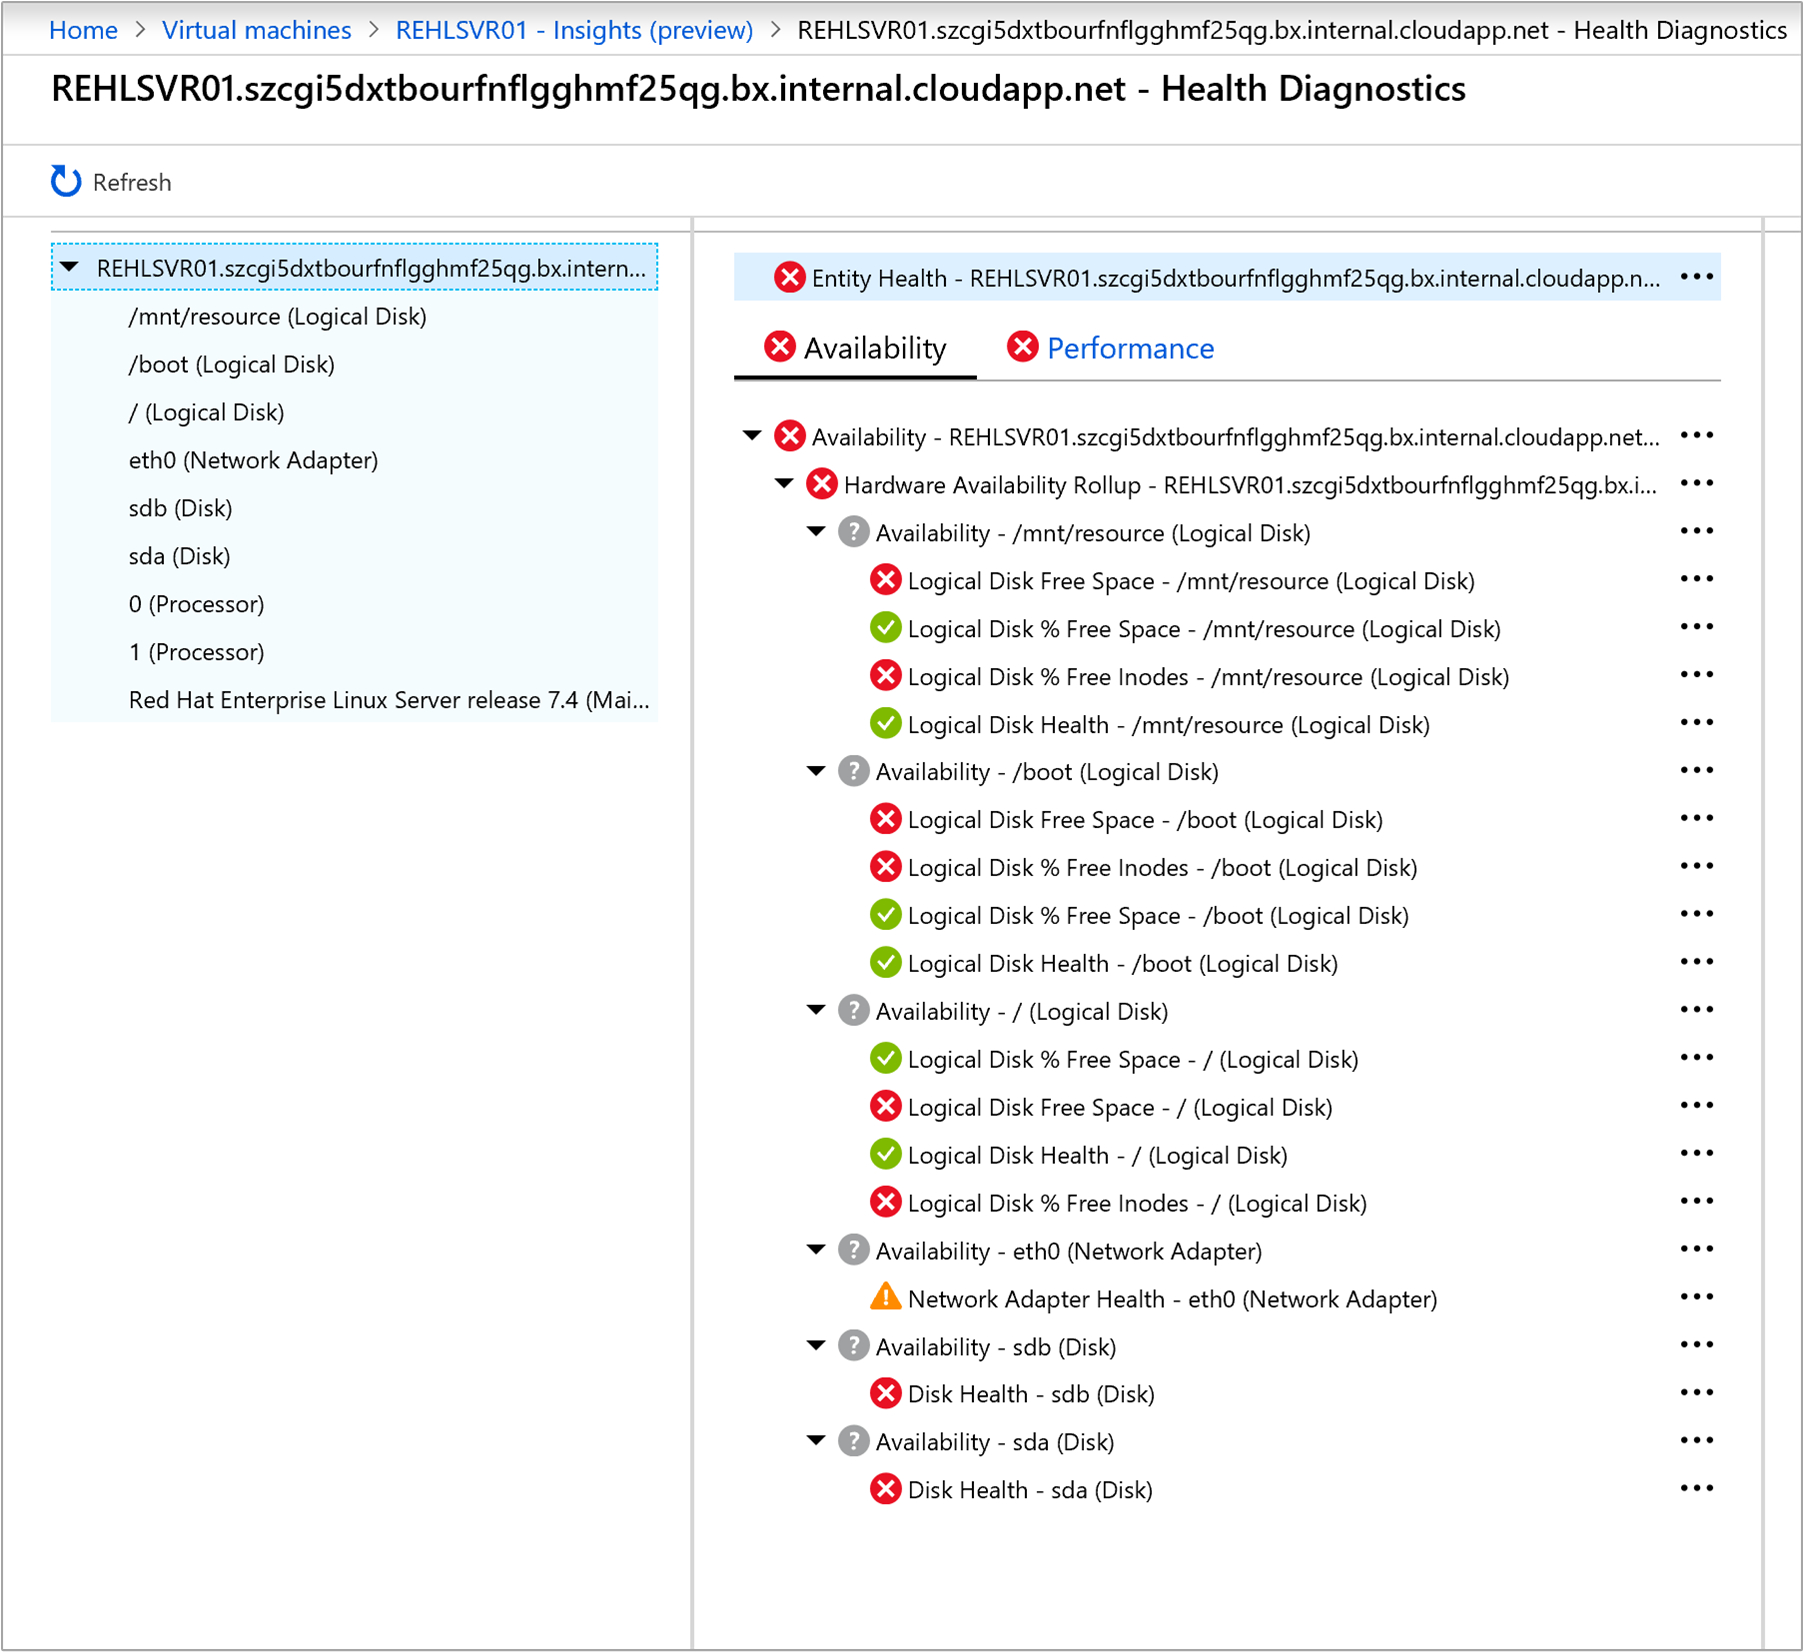 Home > Virtual machines > REHLSVR01 - Insights (preview) > REHLSVR01.szcgi5dxtbourfnflgghmf25qg.bx.internal.cloudapp.net - Health Diagnostics
REHLSVR01.szcgi5dxtbourfnflgghmf25qg.bx.internal.cloudapp.net - Health Diagnostics
Refresh
REHLSVR01.szcgi5dxtbourfnflgghmf25qg.bx.intern...
/mnt/resource (Logical Disk)
/boot (Logical Disk)
/ (Logical Disk)
eth0 (Network Adapter)
sdb (Disk)
sda (Disk)
0 (Processor)
1 (Processor)
Red Hat Enterprise Linux Server release 7.4 (Mai...
Entity Health - REHLSVR01.szcgi5dxtbourfnflgghmf25qg.bx.internal.cloudapp.n...
Availability
Performance
Availability - REHLSVR01.szcgi5dxtbourfnflgghmf25qg.bx.internal.cloudapp.net...
Hardware Availability Rollup - REHLSVR01.szcgi5dxtbourfnflgghmf25qg.bx.i...
Availability - /mnt/resource (Logical Disk)
Logical Disk Free Space - /mnt/resource (Logical Disk)
Logical Disk % Free Space - /mnt/resource (Logical Disk)
Logical Disk % Free Inodes - /mnt/resource (Logical Disk)
Logical Disk Health - /mnt/resource (Logical Disk)
Availability - /boot (Logical Disk)
Logical Disk Free Space - /boot (Logical Disk)
Logical Disk % Free Inodes - /boot (Logical Disk)
Logical Disk % Free Space - /boot (Logical Disk)
Logical Disk Health - /boot (Logical Disk)
Availability - / (Logical Disk)
Logical Disk % Free Space - / (Logical Disk)
Logical Disk Free Space - / (Logical Disk)
Logical Disk Health - / (Logical Disk)
Logical Disk % Free Inodes - / (Logical Disk)
Availability - eth0 (Network Adapter)
Network Adapter Health - eth0 (Network Adapter)
Availability - sdb (Disk)
Disk Health - sdb (Disk)
Availability - sda (Disk)
Disk Health - sda (Disk)